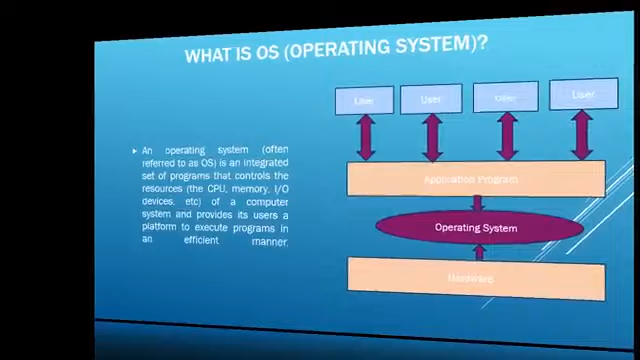 WHAT IS OS (OPERATING SYSTEM)?
User User User User
An operating system (often
referred to as OS) is an integrated
set of programs that controls the
resources (the CPU, memory, I/O
devices, etc) of a computer
system and provides its users a
platform to execute programs in
an efficient manner.
Application Program
Operating System
Hardware